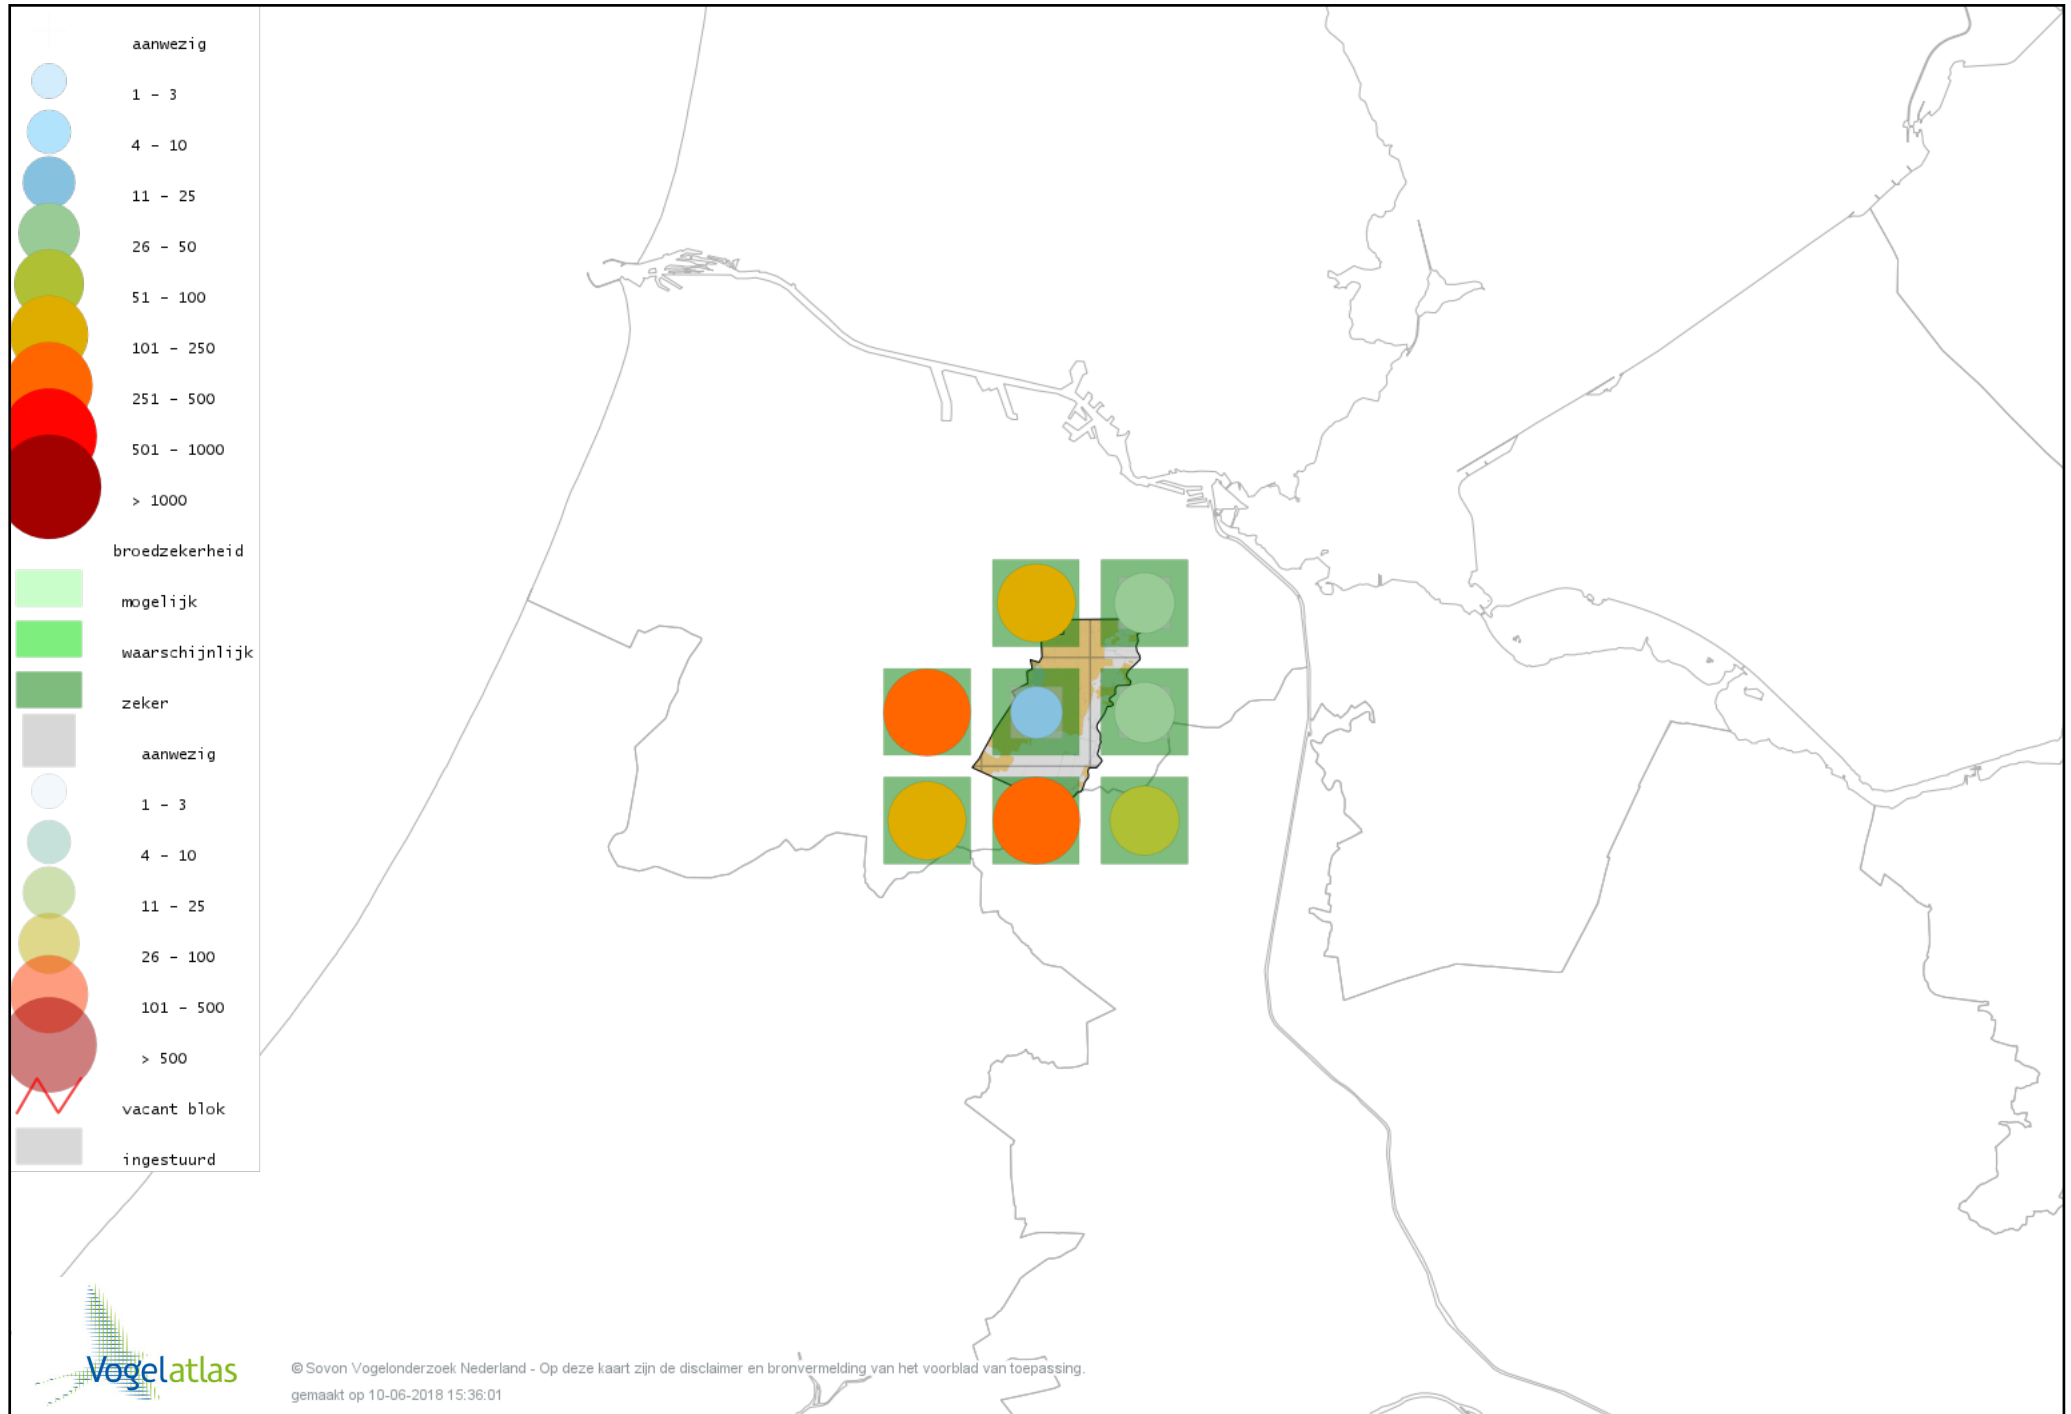 aanwezig
1 - 3
4 - 10
11 - 25
26 - 50
51 - 100
101 - 250
251 - 500
501 - 1000
> 1000
broedzekerheid
mogelijk
waarschijnlijk
zeker
aanwezig
1 - 3
4 - 10
11 - 25
26 - 100
101 - 500
> 500
vacant blok
ingestuurd
Vogelatlas
© Sovon Vogelonderzoek Nederland - Op deze kaart zijn de disclaimer en bronvermelding van het voorblad van toepassing.
gemaakt op 10-06-2018 15:36:01